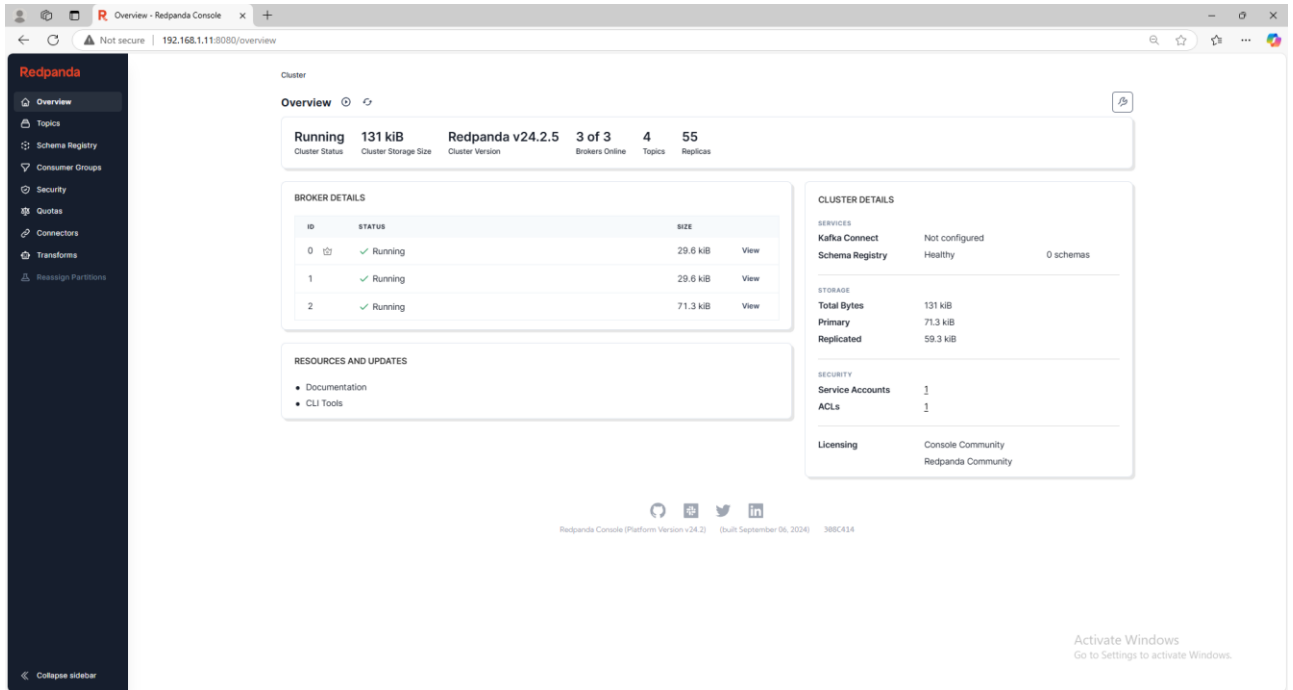 Overview - Redpanda Console
Not secure 192.168.1.11:8080/overview
Redpanda
Overview
Topics
Schema Registry
Consumer Groups
Security
Quotas
Connectors
Transforms
Reassign Partitions
Collapse sidebar
Cluster
Overview
Running 131 kiB Redpanda v24.2.5 3 of 3 4 55
Cluster Status Cluster Storage Size Cluster Version Brokers Online Topics Replicas
BROKER DETAILS
ID STATUS SIZE
0 Running 29.6 kiB View
1 Running 29.6 kiB View
2 Running 71.3 kiB View
RESOURCES AND UPDATES
• Documentation
• CLI Tools
CLUSTER DETAILS
SERVICES
Kafka Connect Not configured
Schema Registry Healthy 0 schemas
STORAGE
Total Bytes 131 kiB
Primary 71.3 kiB
Replicated 59.3 kiB
SECURITY
Service Accounts 1
ACLs 1
Licensing Console Community
Redpanda Community
in
Redpanda Console (Platform Version v24.2) (built September 06, 2024)
Activate Windows
Go to Settings to activate Windows.